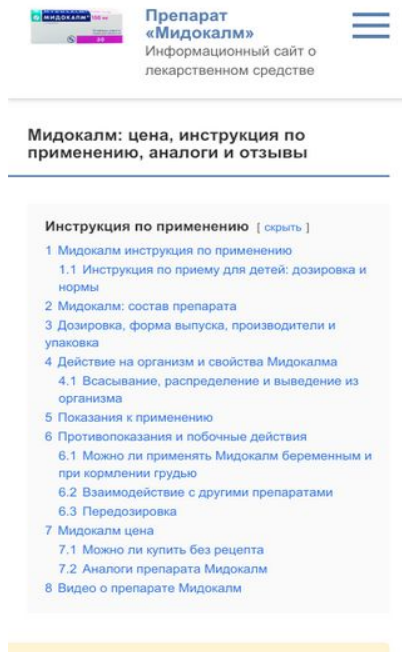 МИДОКАЛМ®
Препарат
«Мидокалм»
Информационный сайт о
лекарственном средстве
Мидокалм: цена, инструкция по
применению, аналоги и отзывы
Инструкция по применению [ скрыть ]
1 Мидокалм инструкция по применению
1.1 Инструкция по приему для детей: дозировка и
нормы
2 Мидокалм: состав препарата
3 Дозировка, форма выпуска, производители и
упаковка
4 Действие на организм и свойства Мидокалма
4.1 Всасывание, распределение и выведение из
организма
5 Показания к применению
6 Противопоказания и побочные действия
6.1 Можно ли применять Мидокалм беременным и
при кормлении грудью
6.2 Взаимодействие с другими препаратами
6.3 Передозировка
7 Мидокалм цена
7.1 Можно ли купить без рецепта
7.2 Аналоги препарата Мидокалм
8 Видео о препарате Мидокалм